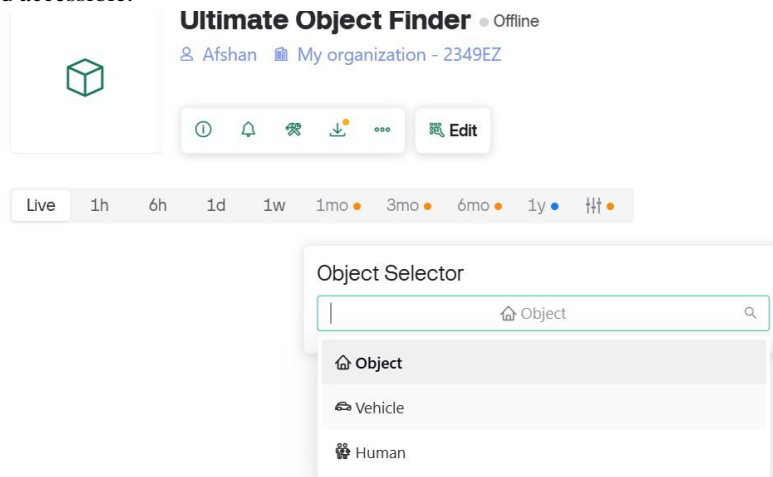 d accessible.
Ultimate Object Finder Offline
Afshan My organization - 2349EZ
Edit
Live 1h 6h 1d 1w 1mo 3mo 6mo 1y
Object Selector
Object
Object
Vehicle
Human